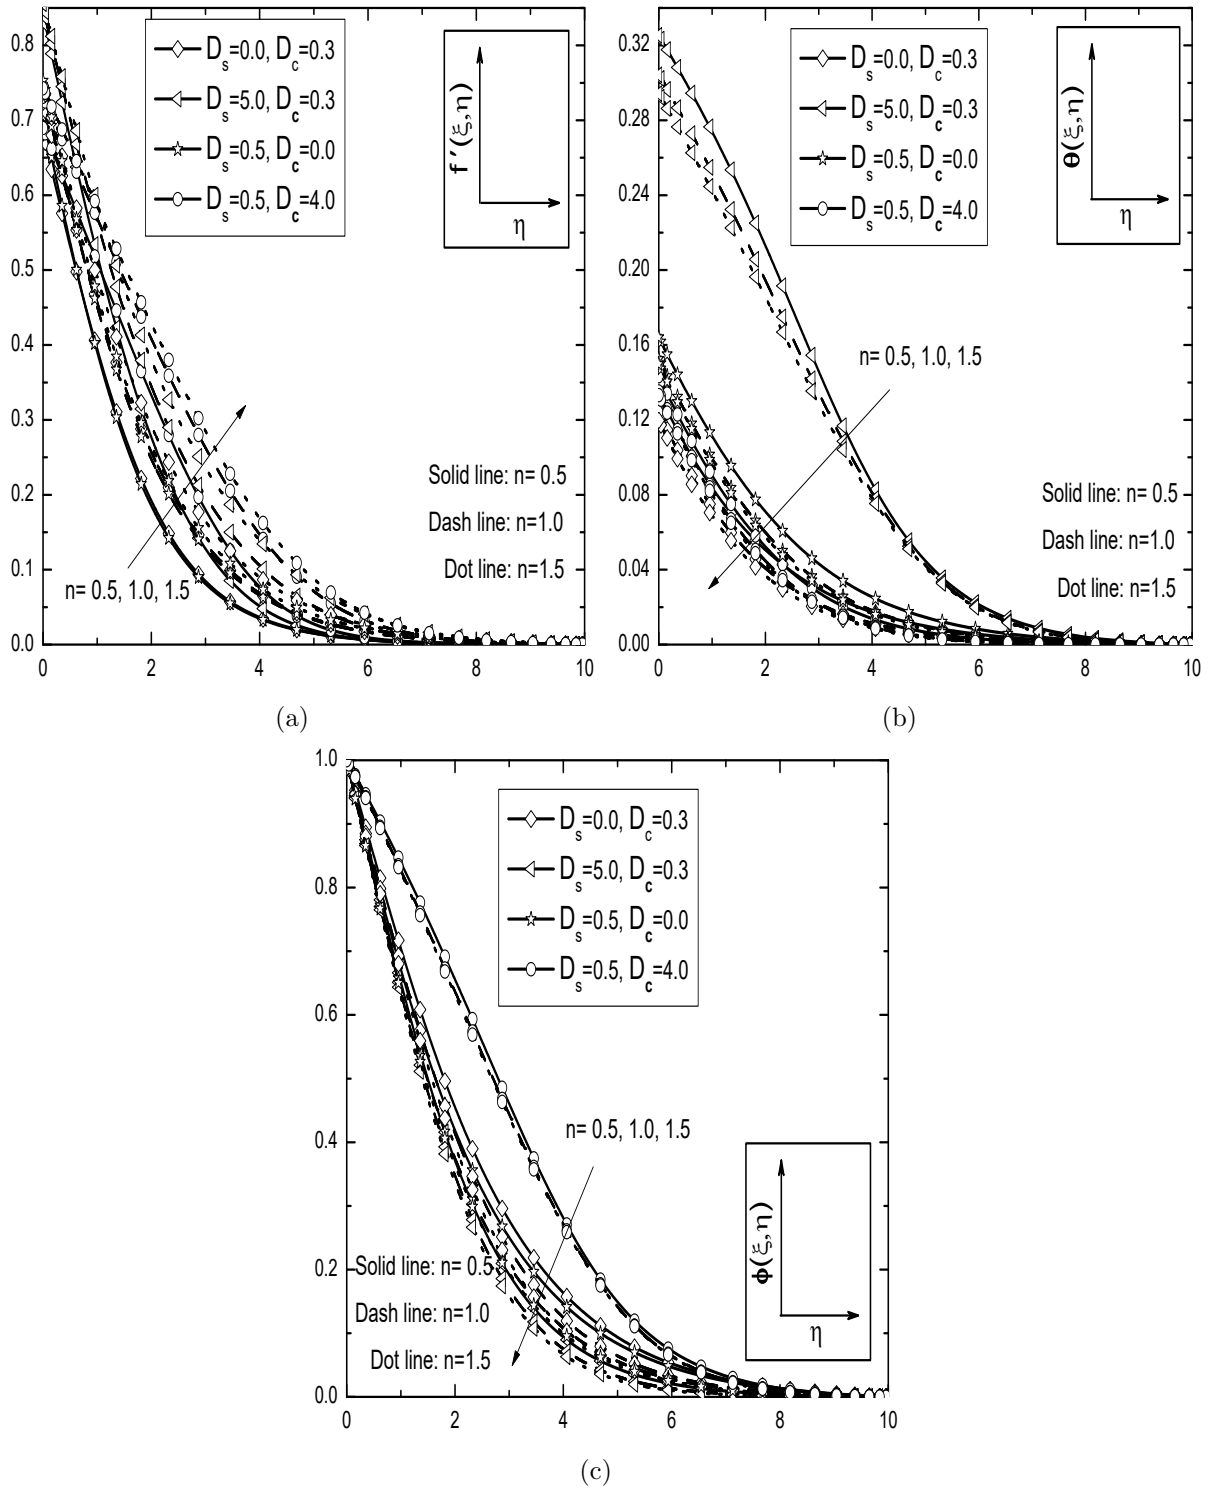 0.8
0.7
0.6
0.5
0.4
0.3
0.2
0.1
0.0
0 2 4 6 8 10
D_s=0.0, D_c=0.3
D_s=5.0, D_c=0.3
D_s=0.5, D_c=0.0
D_s=0.5, D_c=4.0
f '(ξ,η)
η
n= 0.5, 1.0, 1.5
Solid line: n= 0.5
Dash line: n=1.0
Dot line: n=1.5
(a)
0.32
0.28
0.24
0.20
0.16
0.12
0.08
0.04
0.00
0 2 4 6 8 10
D_s=0.0, D_c=0.3
D_s=5.0, D_c=0.3
D_s=0.5, D_c=0.0
D_s=0.5, D_c=4.0
θ(ξ,η)
η
n= 0.5, 1.0, 1.5
Solid line: n= 0.5
Dash line: n=1.0
Dot line: n=1.5
(b)
1.0
0.8
0.6
0.4
0.2
0.0
0 2 4 6 8 10
D_s=0.0, D_c=0.3
D_s=5.0, D_c=0.3
D_s=0.5, D_c=0.0
D_s=0.5, D_c=4.0
n= 0.5, 1.0, 1.5
ϕ(ξ,η)
η
Solid line: n= 0.5
Dash line: n=1.0
Dot line: n=1.5
(c)